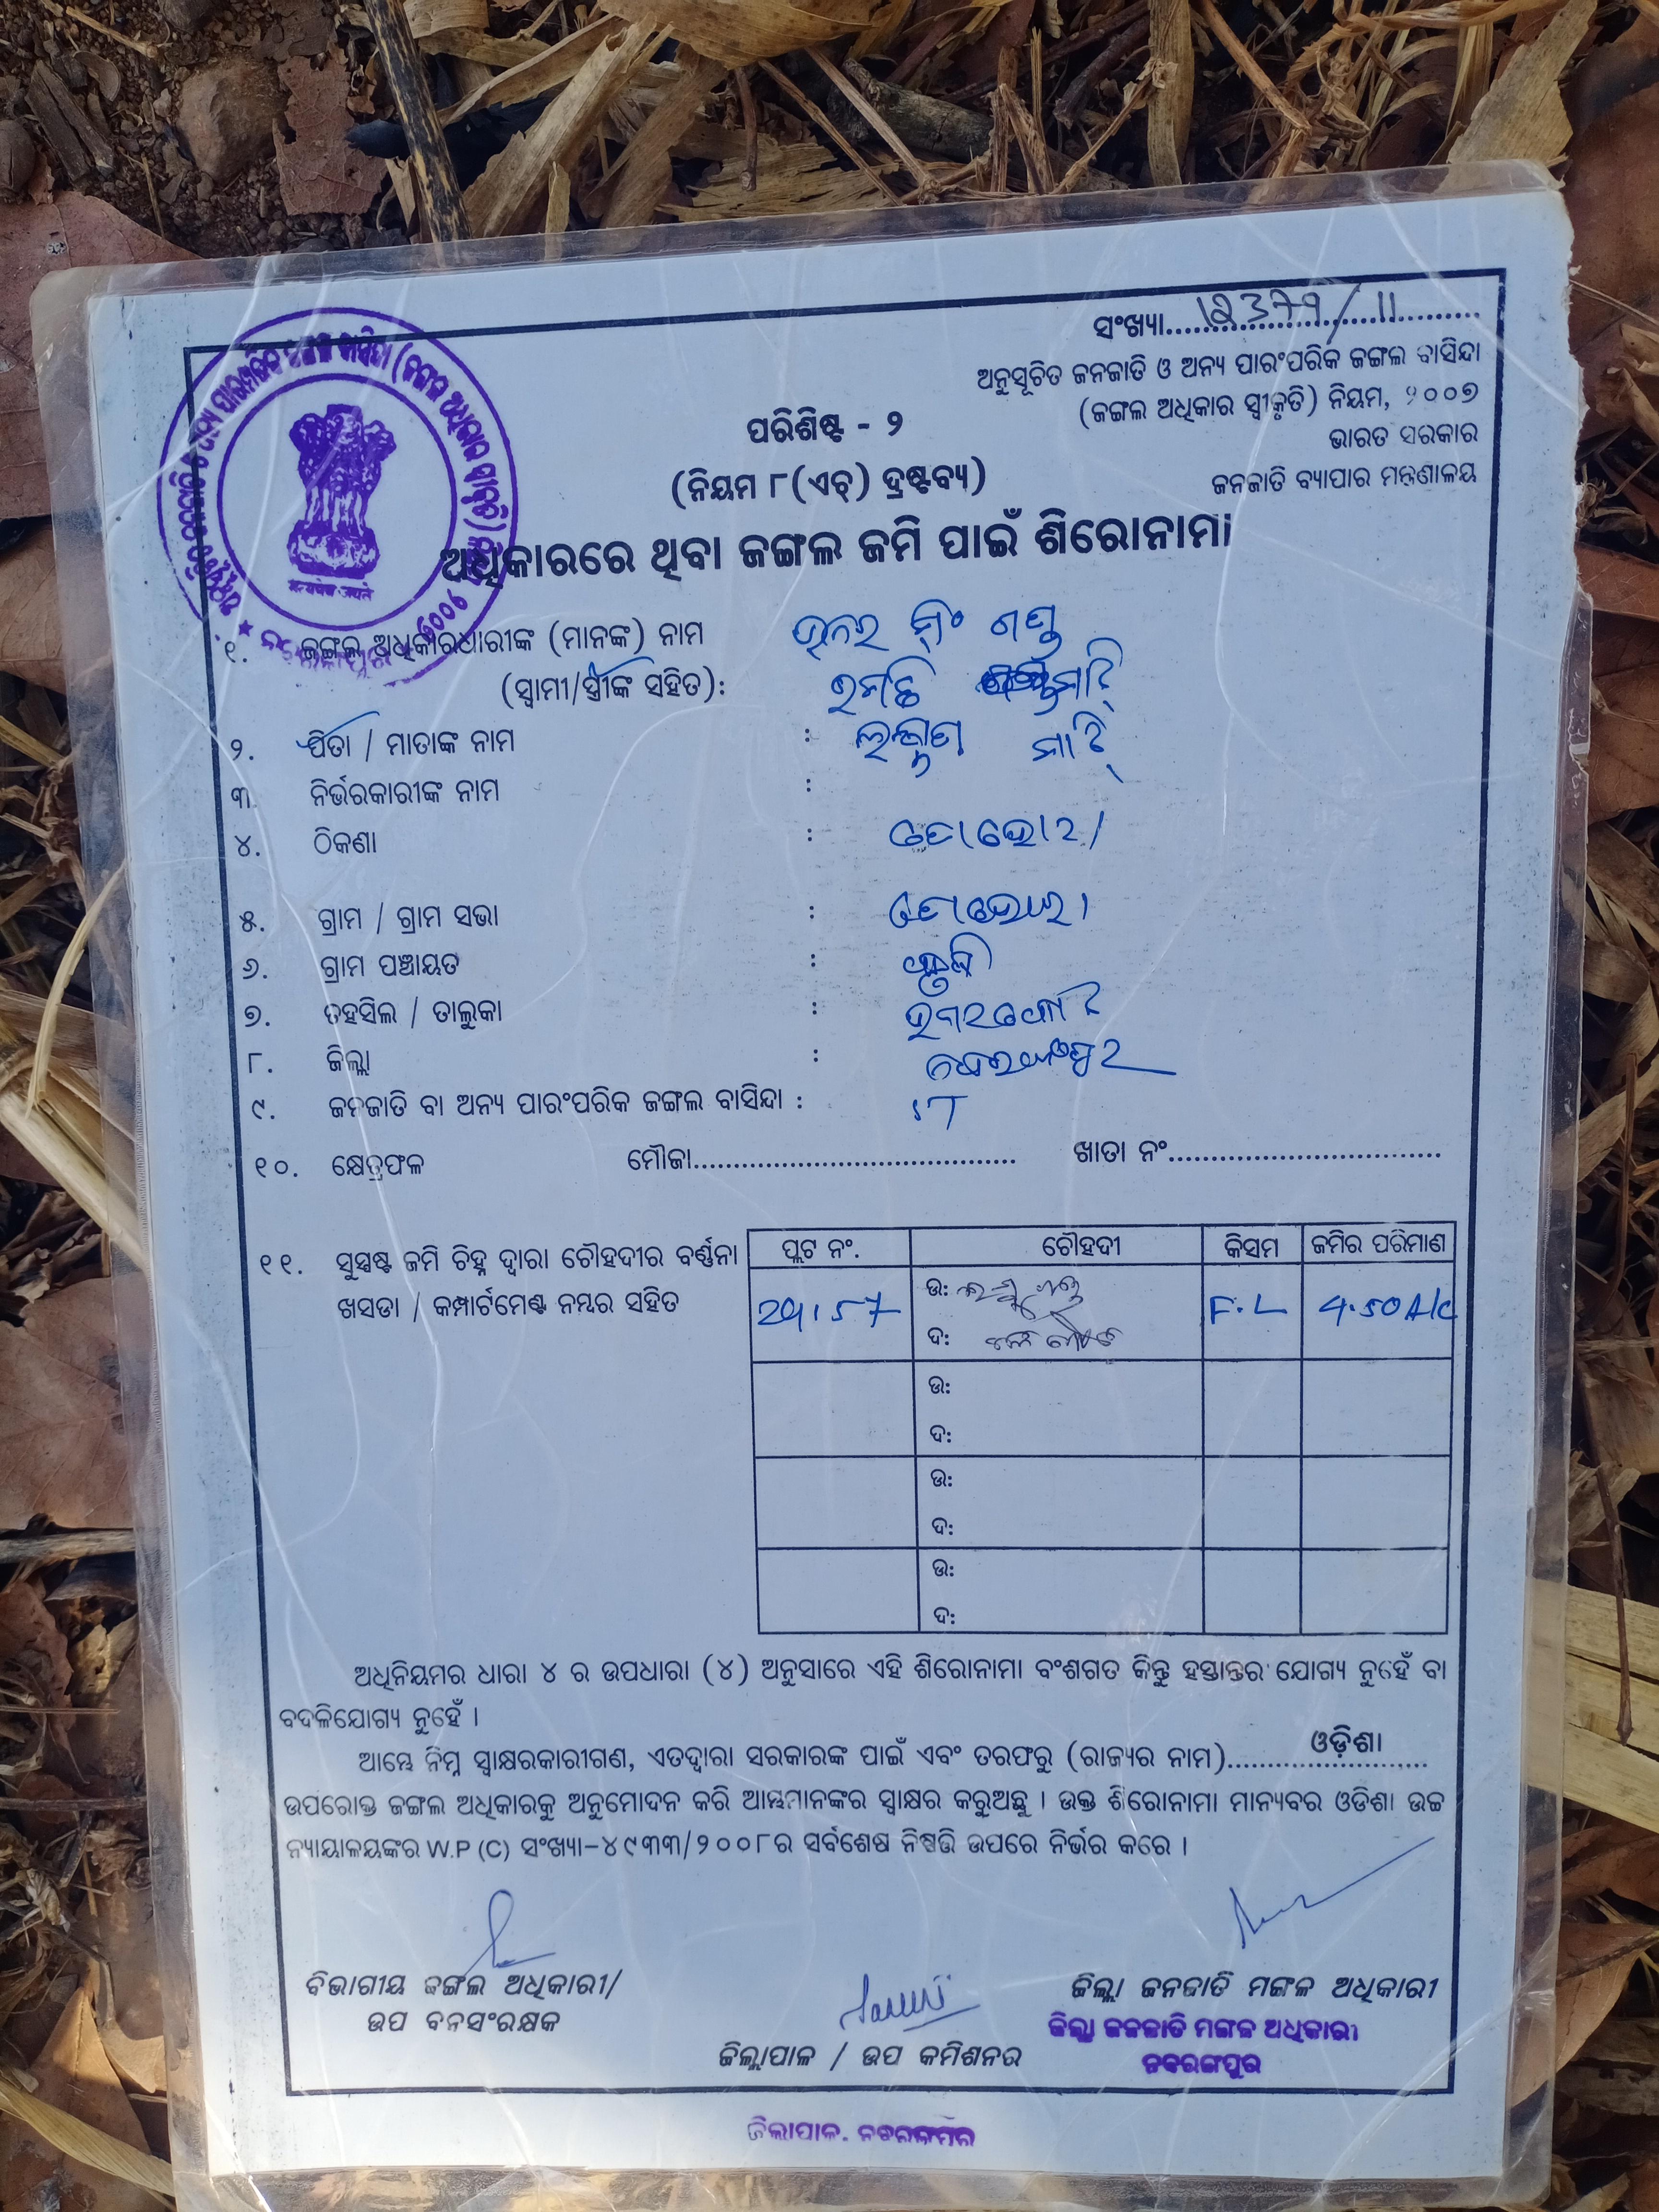 ସଂଖ୍ୟା
ଅନୁସୂଚିତ ଜନଜାତି ଓ ଅନ୍ୟ ପାରଂପରିକ ଜଙ୍ଗଲ ବାସିନ୍ଦା
(ଜଙ୍ଗଲ ଅଧିକାର ସ୍ୱୀକୃତି) ନିୟମ, ୨୦୦୭
ଭାରତ ସରକାର
ଜନଜାତି ବ୍ୟାପାର ମନ୍ତ୍ରଣାଳୟ
ପରିଶିଷ୍ଟ - ୨
(ନିୟମ ୮(ଏଚ୍) ଦ୍ରଷ୍ଟବ୍ୟ)
ଅଧିକାରରେ ଥିବା ଜଙ୍ଗଲ ଜମି ପାଇଁ ଶିରୋନାମା
୧. ଜଙ୍ଗଲ ଅଧିକାରଧାରୀଙ୍କ (ମାନଙ୍କ) ନାମ
(ସ୍ୱାମୀ/ସ୍ତ୍ରୀଙ୍କ ସହିତ):
୨. ପିତା / ମାତାଙ୍କ ନାମ :
୩. ନିର୍ଭରକାରୀଙ୍କ ନାମ :
୪. ଠିକଣା :
୫. ଗ୍ରାମ / ଗ୍ରାମ ସଭା :
୬. ଗ୍ରାମ ପଞ୍ଚାୟତ :
୭. ତହସିଲ / ତାଲୁକା : ଉମରକୋଟ
୮. ଜିଲ୍ଲା : ନବରଙ୍ଗପୁର
୯. ଜନଜାତି ବା ଅନ୍ୟ ପାରଂପରିକ ଜଙ୍ଗଲ ବାସିନ୍ଦା : ST
୧୦. କ୍ଷେତ୍ରଫଳ ମୌଜା........................................ ଖାତା ନଂ.................................
୧୧. ସୁସ୍ପଷ୍ଟ ଜମି ଚିହ୍ନ ଦ୍ୱାରା ଚୌହଦୀର ବର୍ଣ୍ଣନା
ଖସଡା / କମ୍ପାର୍ଟମେଣ୍ଟ ନମ୍ବର ସହିତ
ପ୍ଲଟ ନଂ. ଚୌହଦୀ କିସମ ଜମିର ପରିମାଣ
ଉ: F.L 4.50 A/c
ଦ:
ଉ:
ଦ:
ଉ:
ଦ:
ଉ:
ଦ:
ଅଧିନିୟମର ଧାରା ୪ ର ଉପଧାରା (୪) ଅନୁସାରେ ଏହି ଶିରୋନାମା ବଂଶଗତ କିନ୍ତୁ ହସ୍ତାନ୍ତର ଯୋଗ୍ୟ ନୁହେଁ ବା
ବଦଳିଯୋଗ୍ୟ ନୁହେଁ ।
ଆମ୍ଭେ ନିମ୍ନ ସ୍ୱାକ୍ଷରକାରୀଗଣ, ଏତଦ୍ୱାରା ସରକାରଙ୍କ ପାଇଁ ଏବଂ ତରଫରୁ (ରାଜ୍ୟର ନାମ)..........ଓଡ଼ିଶା..........
ଉପରୋକ୍ତ ଜଙ୍ଗଲ ଅଧିକାରକୁ ଅନୁମୋଦନ କରି ଆମ୍ଭମାନଙ୍କର ସ୍ୱାକ୍ଷର କରୁଅଛୁ । ଉକ୍ତ ଶିରୋନାମା ମାନ୍ୟବର ଓଡିଶା ଉଚ୍ଚ
ନ୍ୟାୟାଳୟଙ୍କର W.P (C) ସଂଖ୍ୟା-୪୯୩୩/୨୦୦୮ର ସର୍ବଶେଷ ନିଷ୍ପତ୍ତି ଉପରେ ନିର୍ଭର କରେ ।
ବିଭାଗୀୟ ଜଙ୍ଗଲ ଅଧିକାରୀ/
ଉପ ବନସଂରକ୍ଷକ
ଜିଲ୍ଲାପାଳ / ଉପ କମିଶନର
ଜିଲ୍ଲା ଜନଜାତି ମଙ୍ଗଳ ଅଧିକାରୀ
ଜିଲ୍ଲା ଜନଜାତି ମଙ୍ଗଳ ଅଧିକାରୀ
ନବରଙ୍ଗପୁର
ଜିଲାପାଳ, ନବରଙ୍ଗପୁର